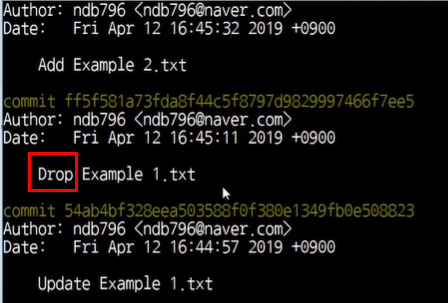 Author: ndb796 <ndb796@naver.com>
Date:   Fri Apr 12 16:45:32 2019 +0900
Add Example 2.txt
commit ff5f581a73fda8f44c5f8797d9829997466f7ee5
Author: ndb796 <ndb796@naver.com>
Date:   Fri Apr 12 16:45:11 2019 +0900
Drop Example 1.txt
commit 54ab4bf328eea503588f0f380e1349fb0e508823
Author: ndb796 <ndb796@naver.com>
Date:   Fri Apr 12 16:44:57 2019 +0900
Update Example 1.txt